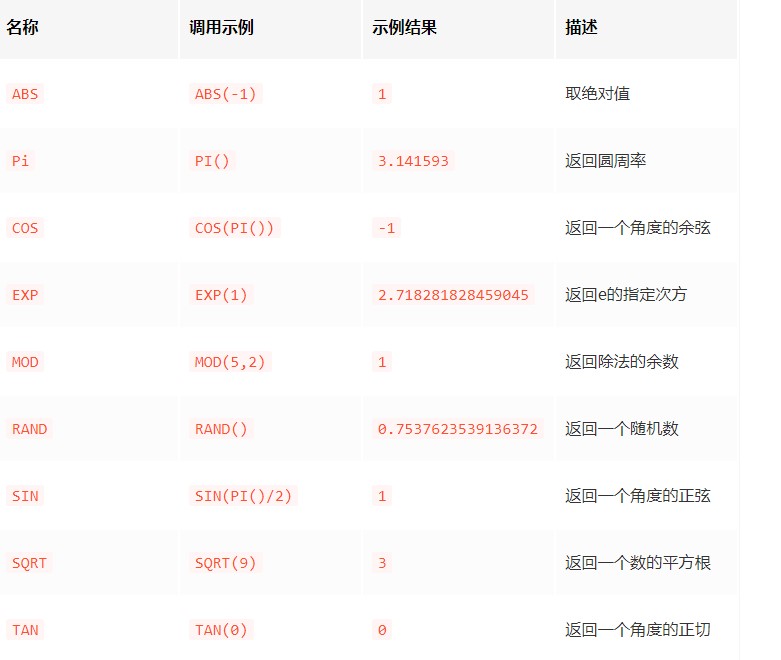 名称 调用示例 示例结果 描述
ABS ABS(-1) 1 取绝对值
Pi PI() 3.141593 返回圆周率
COS COS(PI()) -1 返回一个角度的余弦
EXP EXP(1) 2.718281828459045 返回e的指定次方
MOD MOD(5,2) 1 返回除法的余数
RAND RAND() 0.7537623539136372 返回一个随机数
SIN SIN(PI()/2) 1 返回一个角度的正弦
SQRT SQRT(9) 3 返回一个数的平方根
TAN TAN(0) 0 返回一个角度的正切